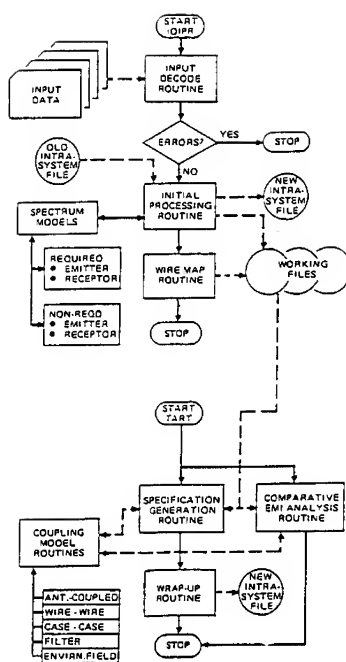 START
IDIPR
INPUT
DECODE
ROUTINE
INPUT
DATA
ERRORS?
YES
STOP
NO
OLD
INTRA-
SYSTEM
FILE
INITIAL
PROCESSING
ROUTINE
NEW
INTRA-
SYSTEM
FILE
SPECTRUM
MODELS
REQUIRED
● EMITTER
● RECEPTOR
NON-REQD
● EMITTER
● RECEPTOR
WIRE MAP
ROUTINE
WORKING
FILES
STOP
START
TART
SPECIFICATION
GENERATION
ROUTINE
COMPARATIVE
EMI ANALYSIS
ROUTINE
COUPLING
MODEL
ROUTINES
WRAP-UP
ROUTINE
NEW
INTRA-
SYSTEM
FILE
ANT.-COUPLED
WIRE - WIRE
CASE - CASE
FILTER
ENVIRN.FIELD
STOP